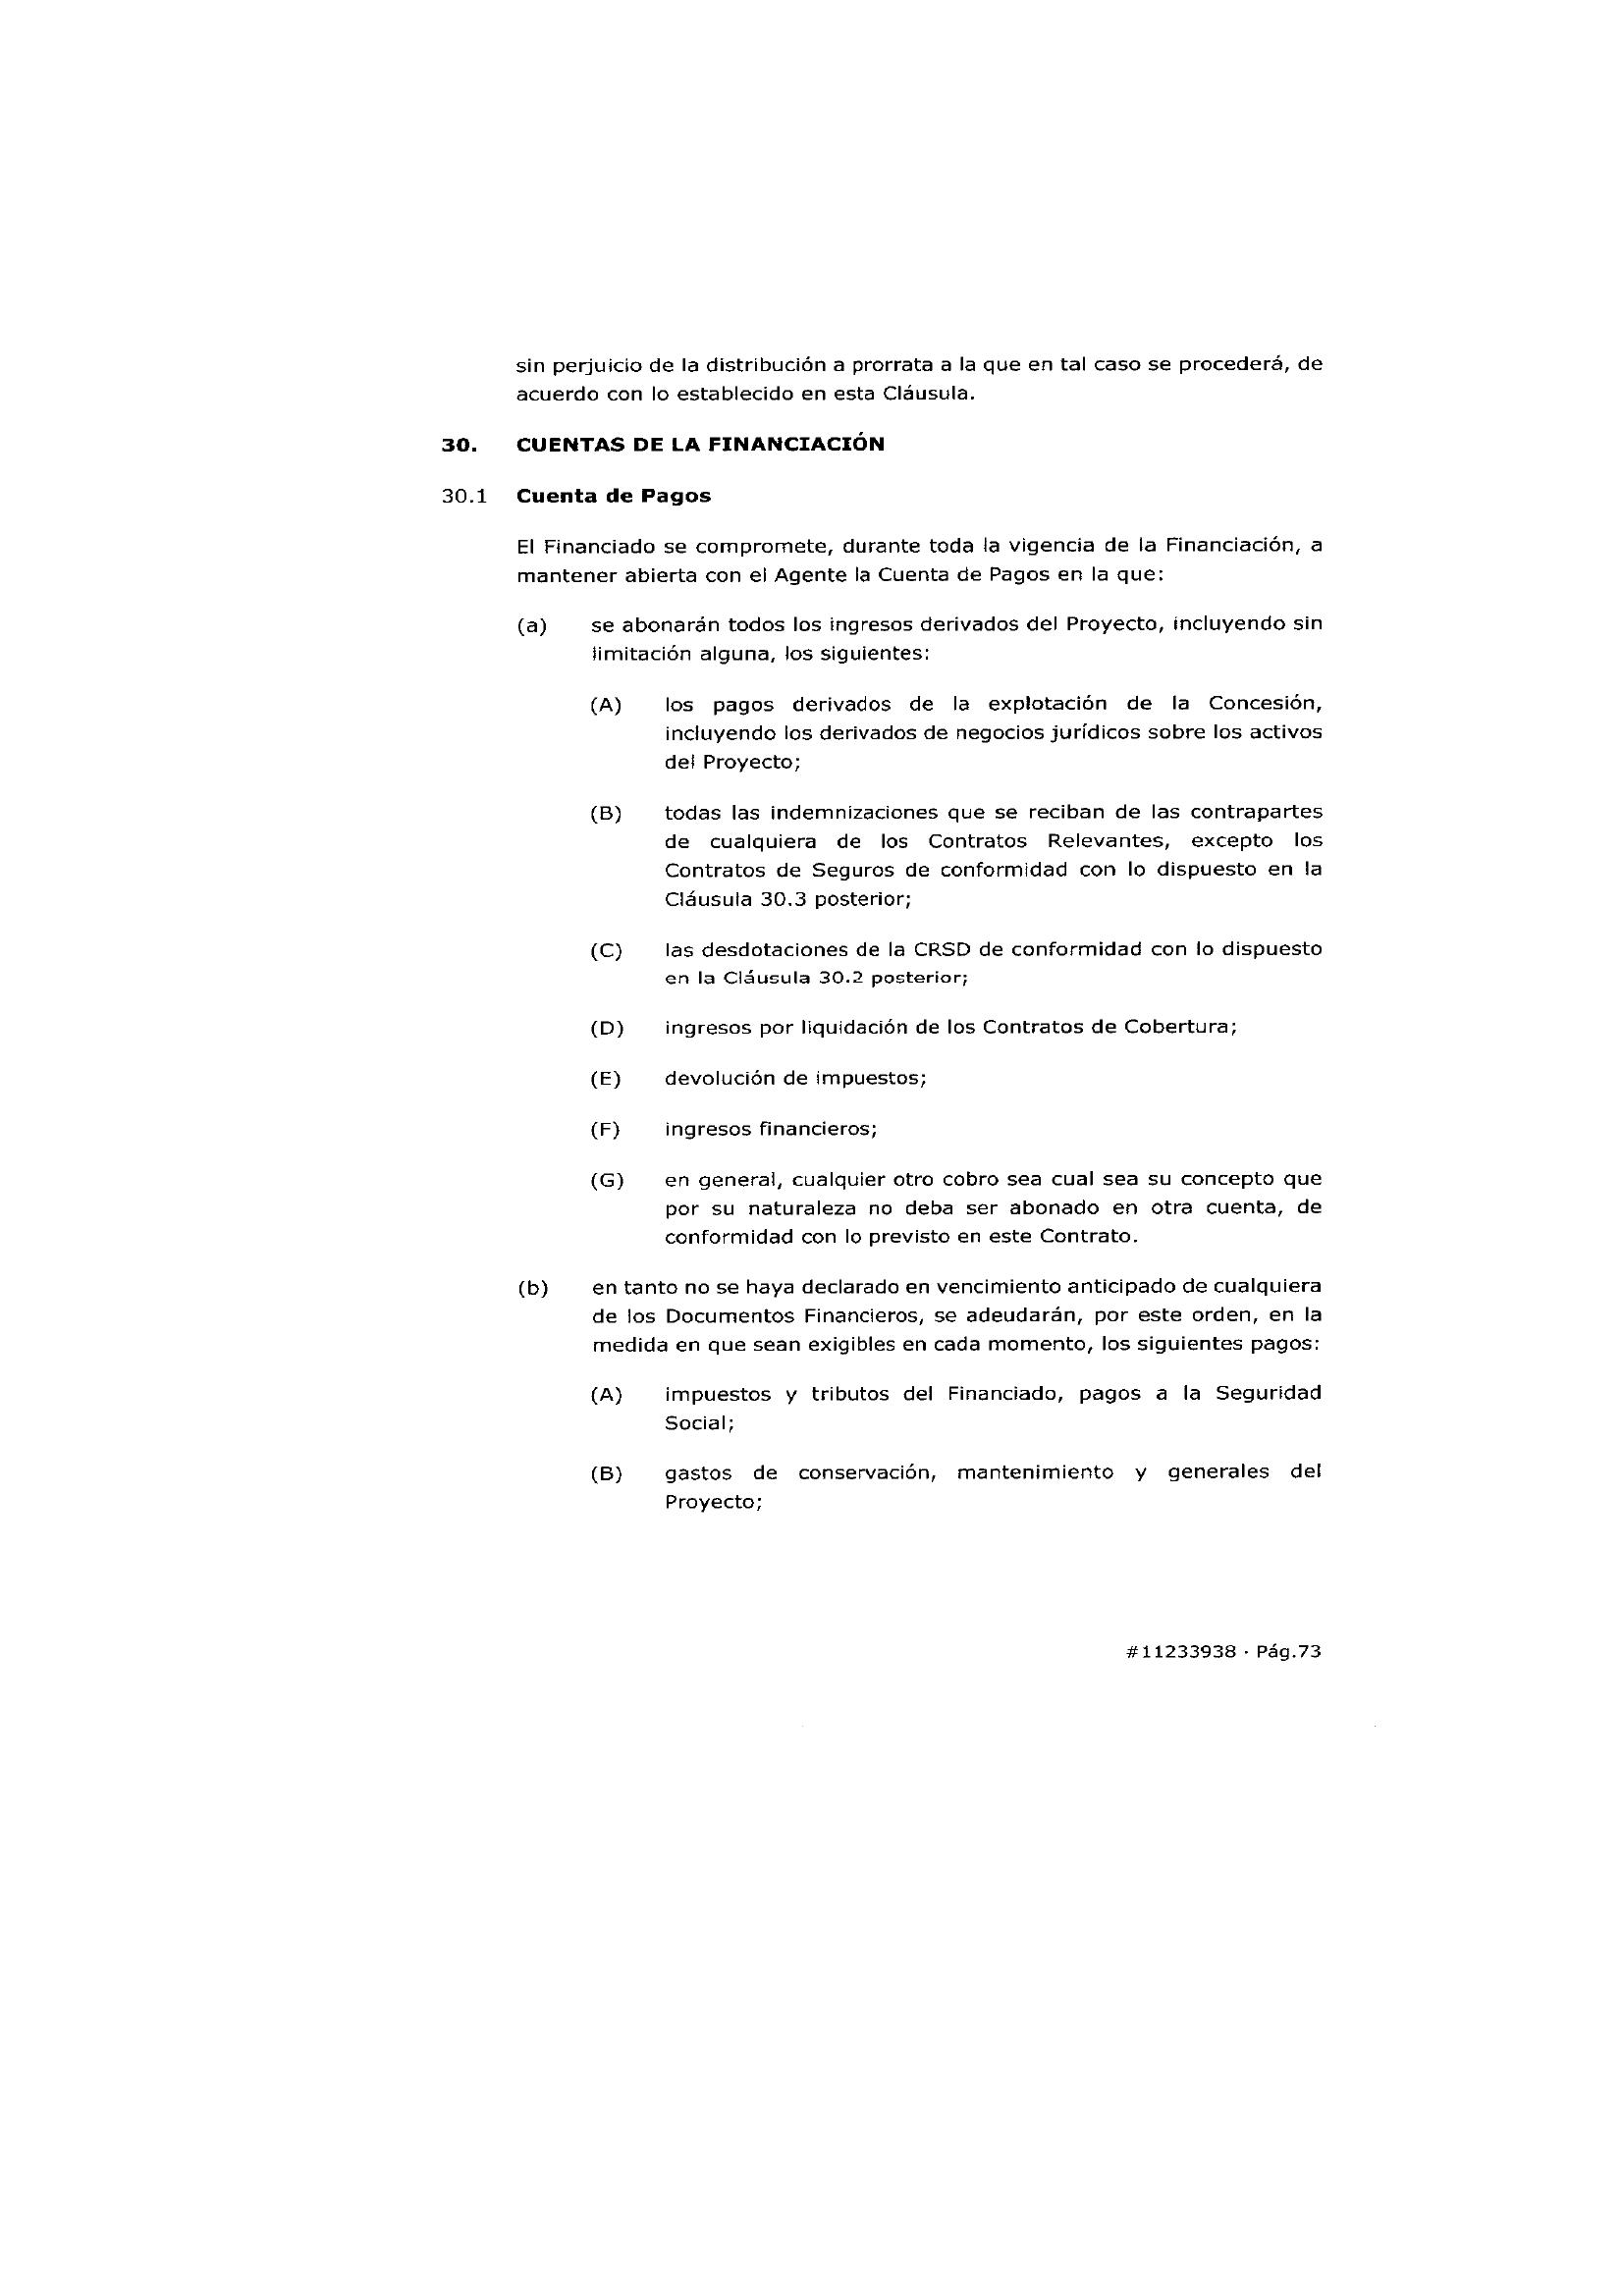 sin perjuicio de la distribución a prorrata a la que en tal caso se procederá, de
acuerdo con lo establecido en esta Cláusula.
30. CUENTAS DE LA FINANCIACIÓN
30.1 Cuenta de Pagos
El Financiado se compromete, durante toda la vigencia de la Financiación, a
mantener abierta con el Agente la Cuenta de Pagos en la que:
(a) se abonarán todos los ingresos derivados del Proyecto, incluyendo sin
limitación alguna, los siguientes:
(A) los pagos derivados de la explotación de la Concesión,
incluyendo los derivados de negocios jurídicos sobre los activos
del Proyecto;
(B) todas las indemnizaciones que se reciban de las contrapartes
de cualquiera de los Contratos Relevantes, excepto los
Contratos de Seguros de conformidad con lo dispuesto en la
Cláusula 30.3 posterior;
(C) las desdotaciones de la CRSD de conformidad con lo dispuesto
en la Cláusula 30.2 posterior;
(D) ingresos por liquidación de los Contratos de Cobertura;
(E) devolución de impuestos;
(F) ingresos financieros;
(G) en general, cualquier otro cobro sea cual sea su concepto que
por su naturaleza no deba ser abonado en otra cuenta, de
conformidad con lo previsto en este Contrato.
(b) en tanto no se haya declarado en vencimiento anticipado de cualquiera
de los Documentos Financieros, se adeudarán, por este orden, en la
medida en que sean exigibles en cada momento, los siguientes pagos:
(A) impuestos y tributos del Financiado, pagos a la Seguridad
Social;
(B) gastos de conservación, mantenimiento y generales del
Proyecto;
#11233938 · Pág.73